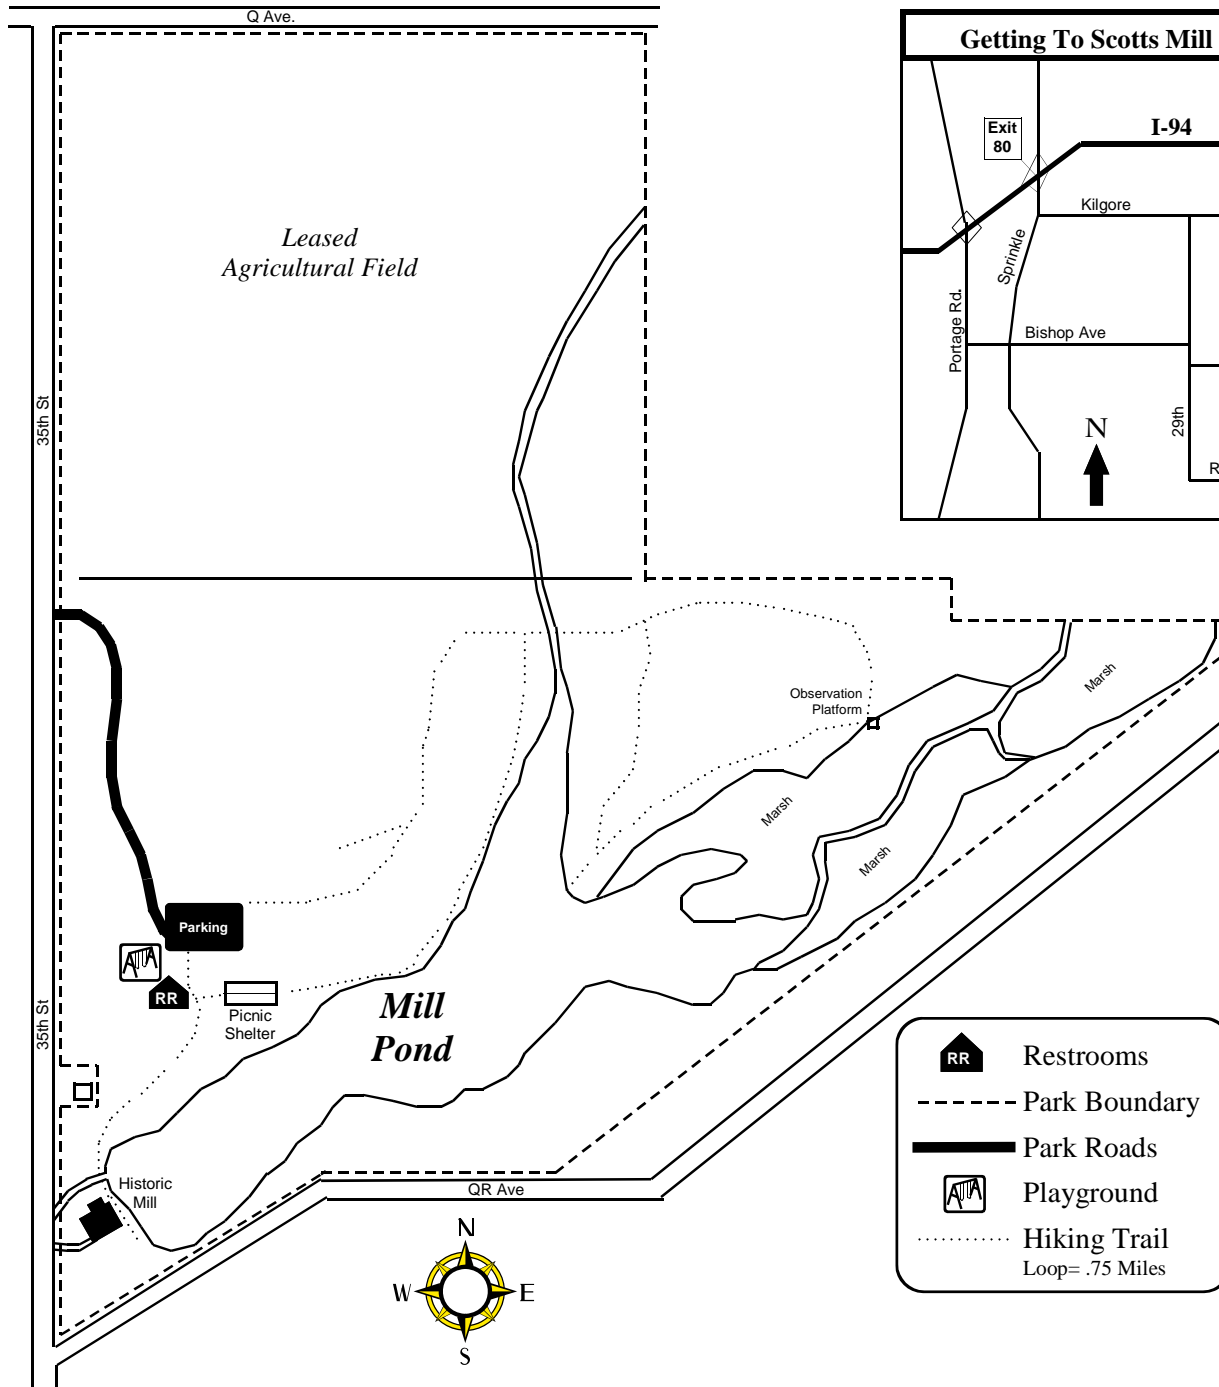 Q Ave.
Getting To Scotts Mill
I-94
Exit
80
Kilgore
Sprinkle
Portage Rd.
Bishop Ave
29th
N
R
Leased
Agricultural Field
35th St
Observation
Platform
Marsh
Marsh
Marsh
Parking
RR
Picnic
Shelter
Mill
Pond
35th St
Historic
Mill
QR Ave
N
W
E
S
RR
Restrooms
Park Boundary
Park Roads
Playground
Hiking Trail
Loop= .75 Miles